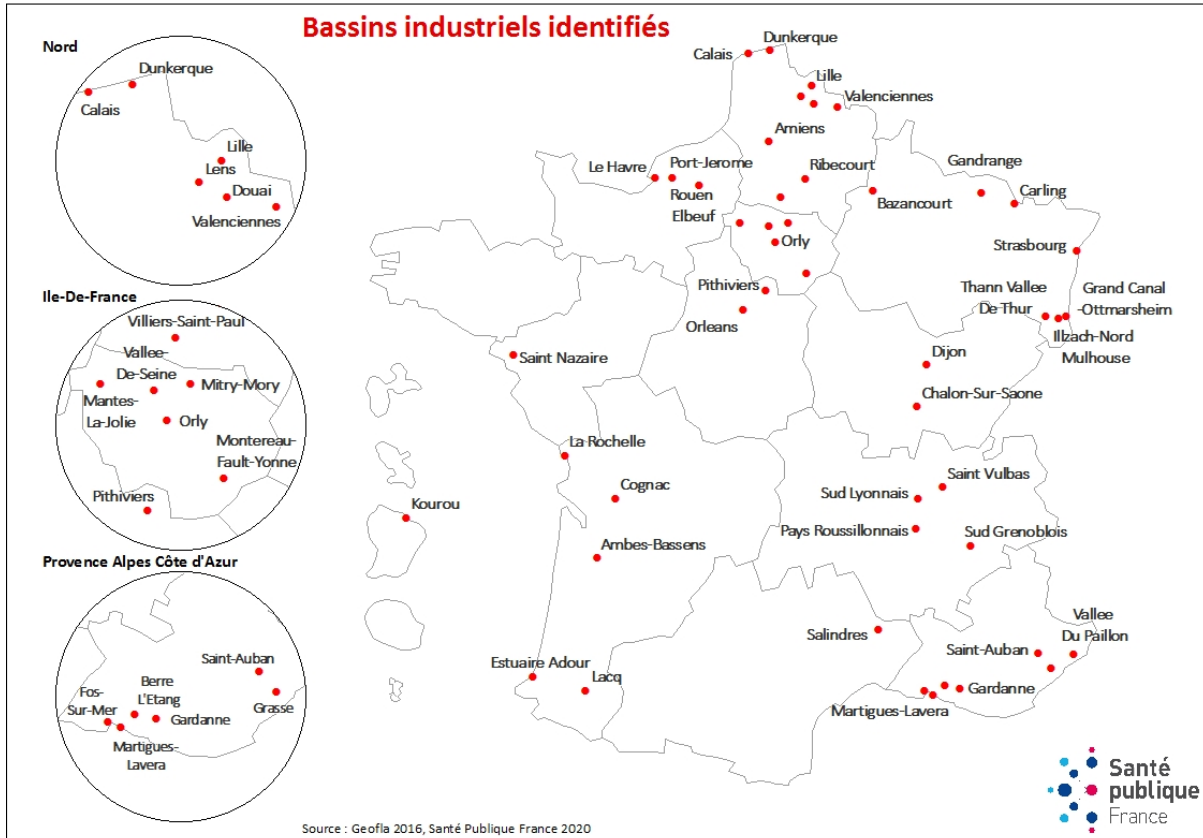 Bassins industriels identifiés
Nord
Dunkerque
Calais
Lille
Lens
Douai
Valenciennes
Ile-De-France
Villiers-Saint-Paul
Vallee-
De-Seine
Mitry-Mory
Mantes-
La-Jolie
Orly
Montereau-
Fault-Yonne
Pithiviers
Provence Alpes Côte d'Azur
Saint-Auban
Berre
L'Etang
Fos-
Sur-Mer
Gardanne
Grasse
Martigues-
Lavera
Dunkerque
Calais
Lille
Valenciennes
Amiens
Le Havre
Port-Jerome
Ribecourt
Rouen
Elbeuf
Gandrange
Carling
Bazancourt
Strasbourg
Orly
Pithiviers
Orleans
Thann Vallee
De Thur
Grand Canal
-Ottmarsheim
Illzach-Nord
Mulhouse
Saint Nazaire
Dijon
Chalon-Sur-Saone
La Rochelle
Cognac
Saint Vulbas
Sud Lyonnais
Kourou
Pays Roussillonnais
Sud Grenoblois
Ambes-Bassens
Salindres
Vallee
Du Paillon
Saint-Auban
Estuaire Adour
Lacq
Gardanne
Martigues-Lavera
Santé
publique
France
Source : Geofla 2016, Santé Publique France 2020